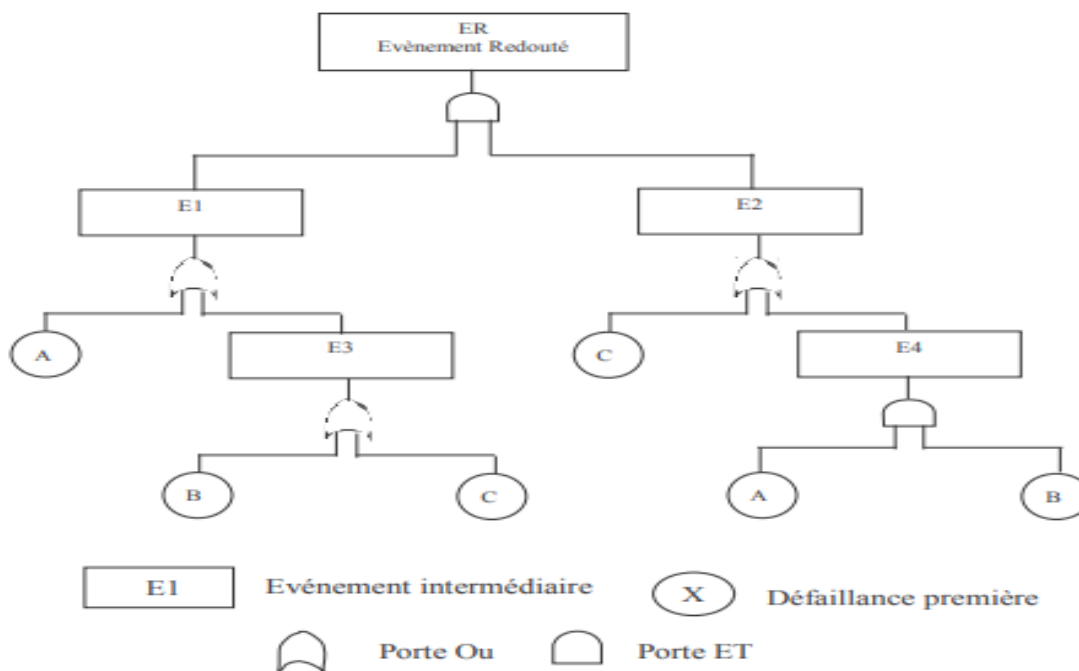 ER
Evènement Redouté
E1
E2
A
E3
C
E4
B
C
A
B
E1 Evénement intermédiaire
X Défaillance première
Porte Ou
Porte ET